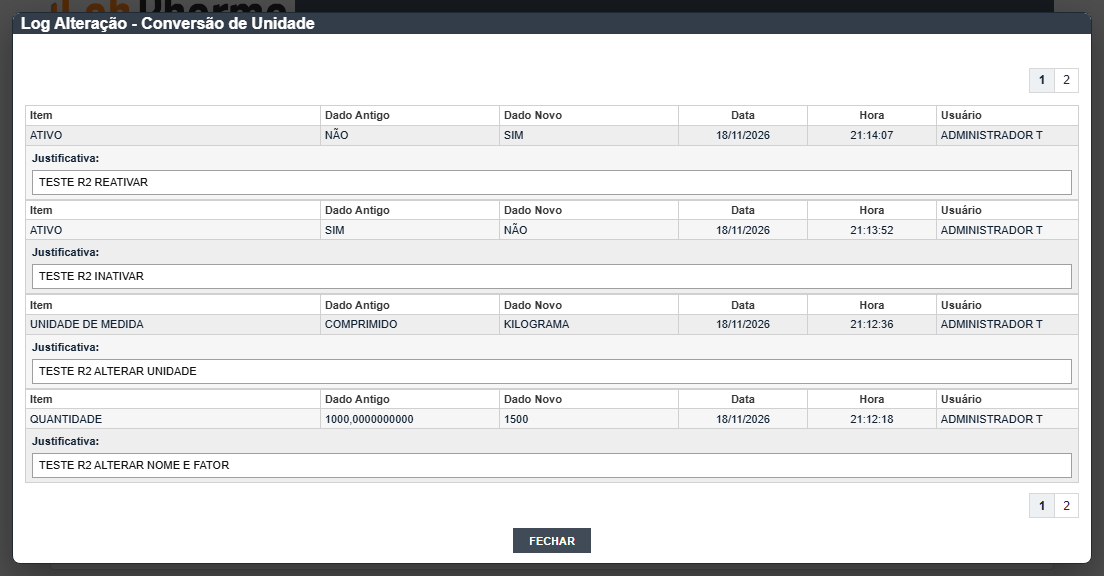 Log Alteração - Conversão de Unidade
1 2
Item Dado Antigo Dado Novo Data Hora Usuário
ATIVO NÃO SIM 18/11/2026 21:14:07 ADMINISTRADOR T
Justificativa:
TESTE R2 REATIVAR
Item Dado Antigo Dado Novo Data Hora Usuário
ATIVO SIM NÃO 18/11/2026 21:13:52 ADMINISTRADOR T
Justificativa:
TESTE R2 INATIVAR
Item Dado Antigo Dado Novo Data Hora Usuário
UNIDADE DE MEDIDA COMPRIMIDO KILOGRAMA 18/11/2026 21:12:36 ADMINISTRADOR T
Justificativa:
TESTE R2 ALTERAR UNIDADE
Item Dado Antigo Dado Novo Data Hora Usuário
QUANTIDADE 1000,0000000000 1500 18/11/2026 21:12:18 ADMINISTRADOR T
Justificativa:
TESTE R2 ALTERAR NOME E FATOR
1 2
FECHAR